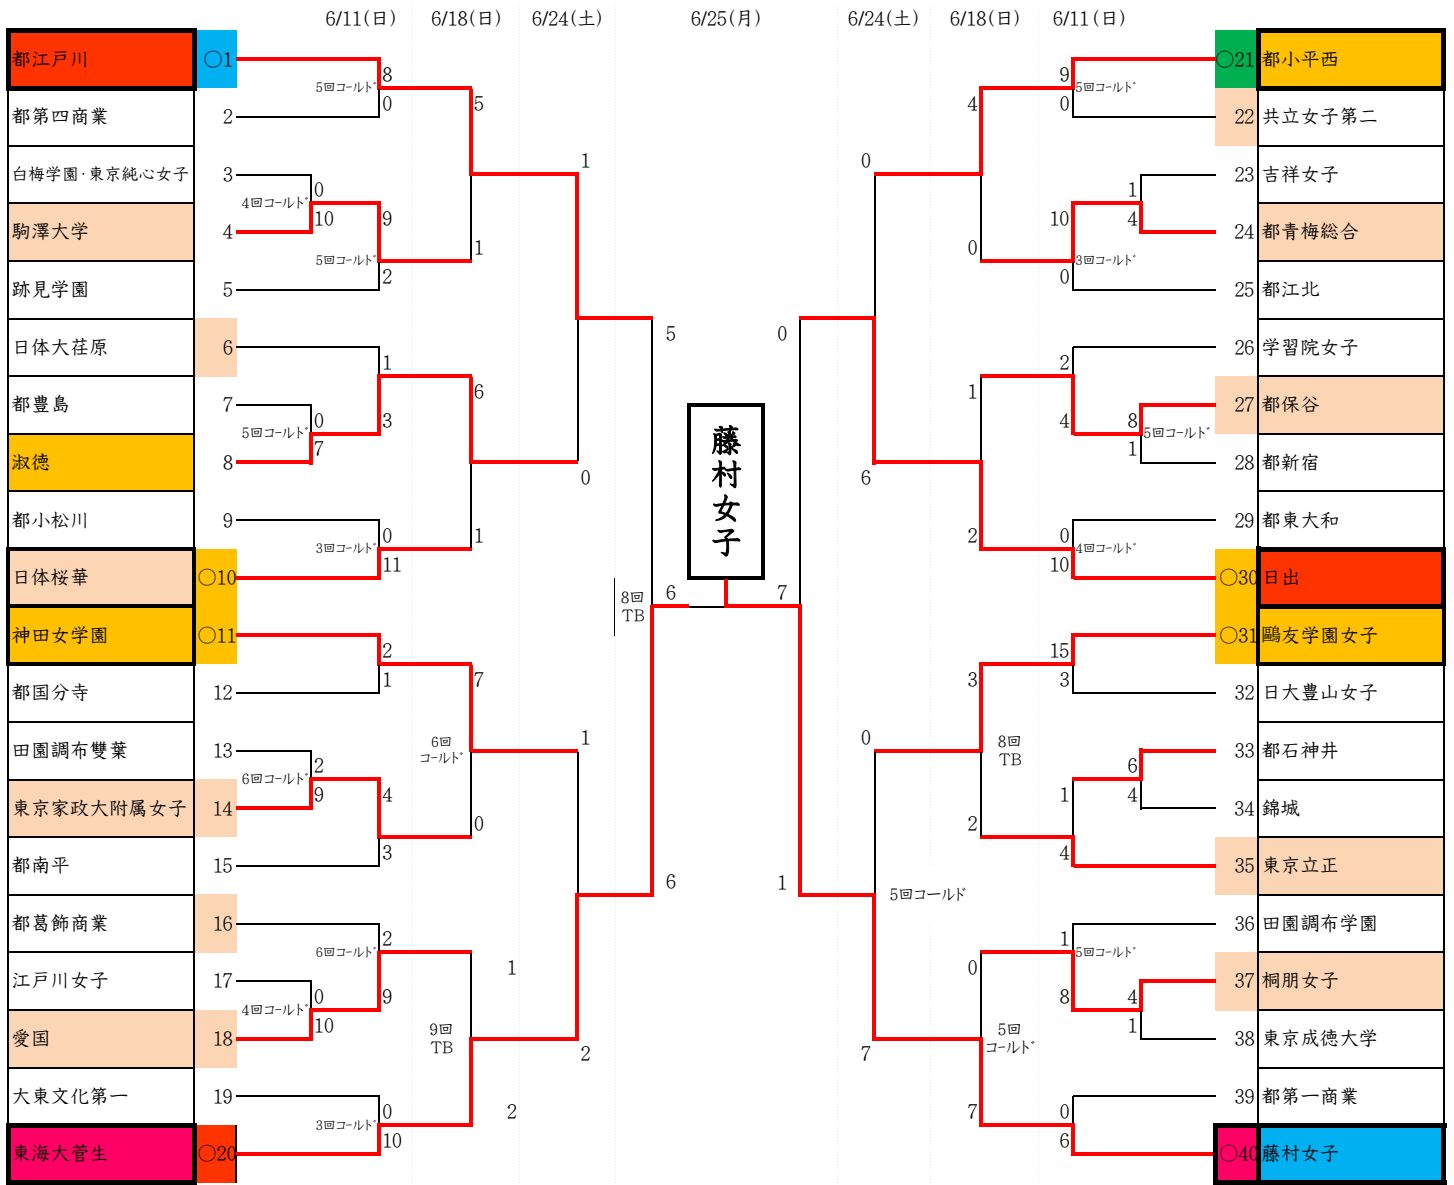 6/11(日) 6/18(日) 6/24(土) 6/25(月) 6/24(土) 6/18(日) 6/11(日)
都江戸川 ○1 8 9 ○21 都小平西
5回コールド 5回コールド
都第四商業 2 0 5 4 0 22 共立女子第二
1 0
白梅学園・東京純心女子 3 0 1 23 吉祥女子
4回コールド
駒澤大学 4 10 9 10 4 24 都青梅総合
1 0
5回コールド 3回コールド
跡見学園 5 2 0 25 都江北
5 0
日体大荏原 6 1 2 26 学習院女子
6 1
都豊島 7 0 3 4 8 27 都保谷
5回コールド 5回コールド
淑徳 8 7 1 28 都新宿
0 6
都小松川 9 0 1 2 0 29 都東大和
3回コールド 4回コールド
日体桜華 ○10 11 10 ○30 日出
藤村女子
8回
TB
6 7
神田女学園 ○11 2 15 ○31 鷗友学園女子
都国分寺 12 1 7 3 3 32 日大豊山女子
6回
コールド
1 0
8回
TB
田園調布雙葉 13 2 6 33 都石神井
6回コールド
東京家政大附属女子 14 9 4 1 4 34 錦城
0 2
都南平 15 3 4 35 東京立正
6 1
5回コールド
都葛飾商業 16 2 1 36 田園調布学園
6回コールド 5回コールド
1 0
江戸川女子 17 0 9 8 4 37 桐朋女子
4回コールド
愛国 18 10 1 38 東京成徳大学
9回
TB
2 7
5回
コールド
大東文化第一 19 0 2 7 0 39 都第一商業
3回コールド
東海大菅生 ○20 10 6 ○40 藤村女子